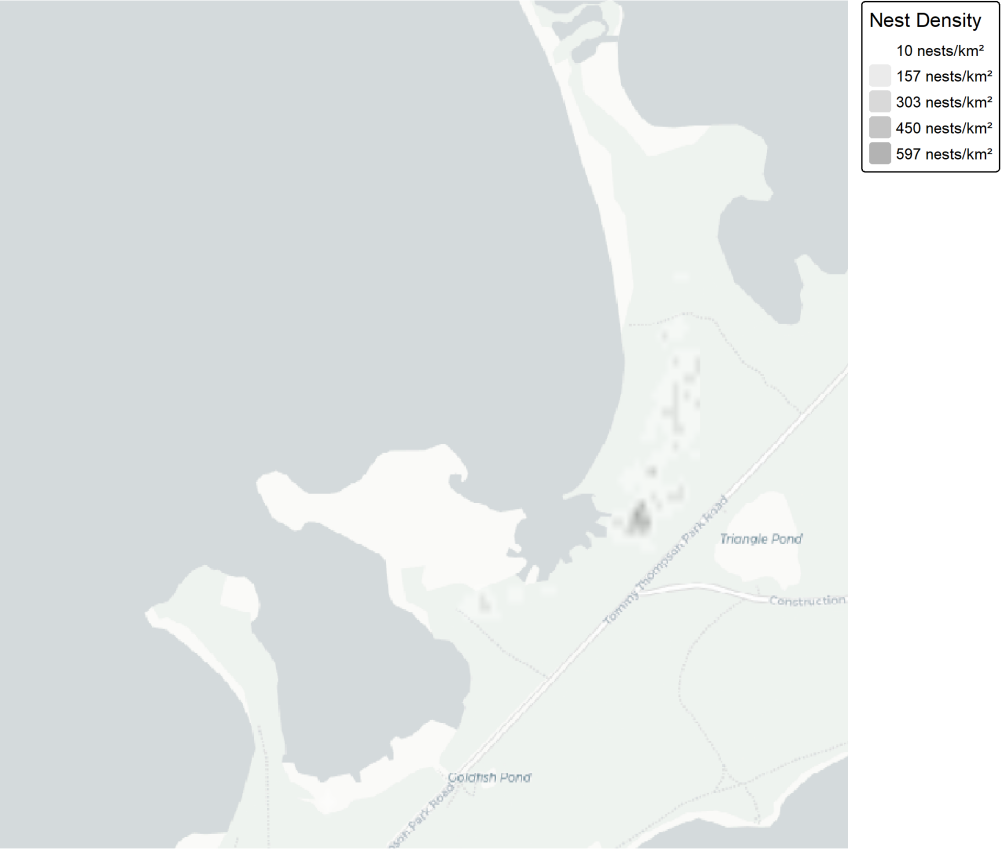 Nest Density
10 nests/km²
157 nests/km²
303 nests/km²
450 nests/km²
597 nests/km²
Tommy Thompson Park Road
Triangle Pond
Construction
Goldfish Pond
son Park Road